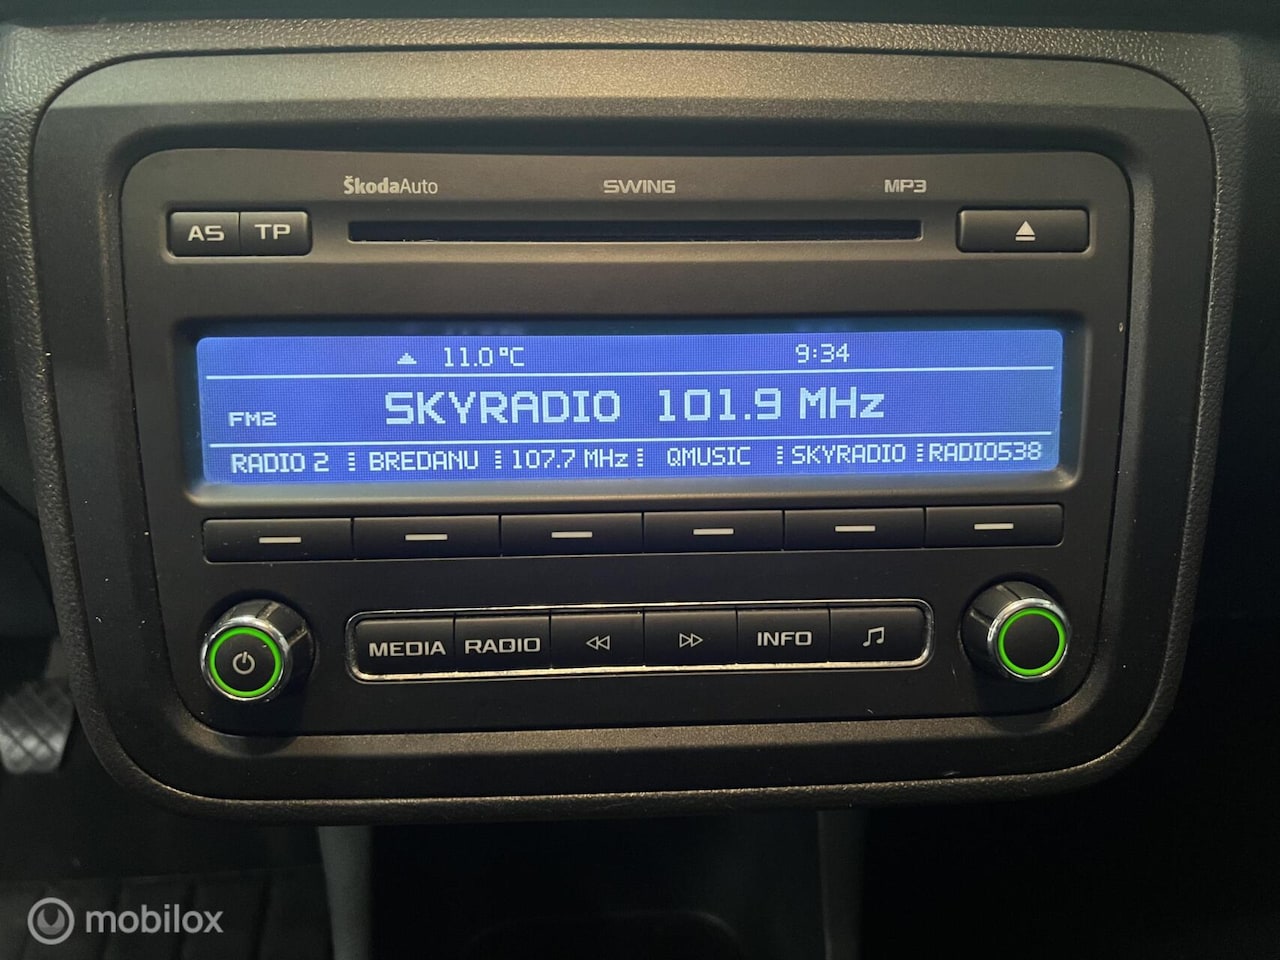 ŠkodaAuto SWING MP3
AS TP
11.0 °C 9:34
FM2 SKYRADIO 101.9 MHz
RADIO 2 BREDANU 107.7 MHz QMUSIC SKYRADIO RADIO538
MEDIA RADIO INFO
mobilox